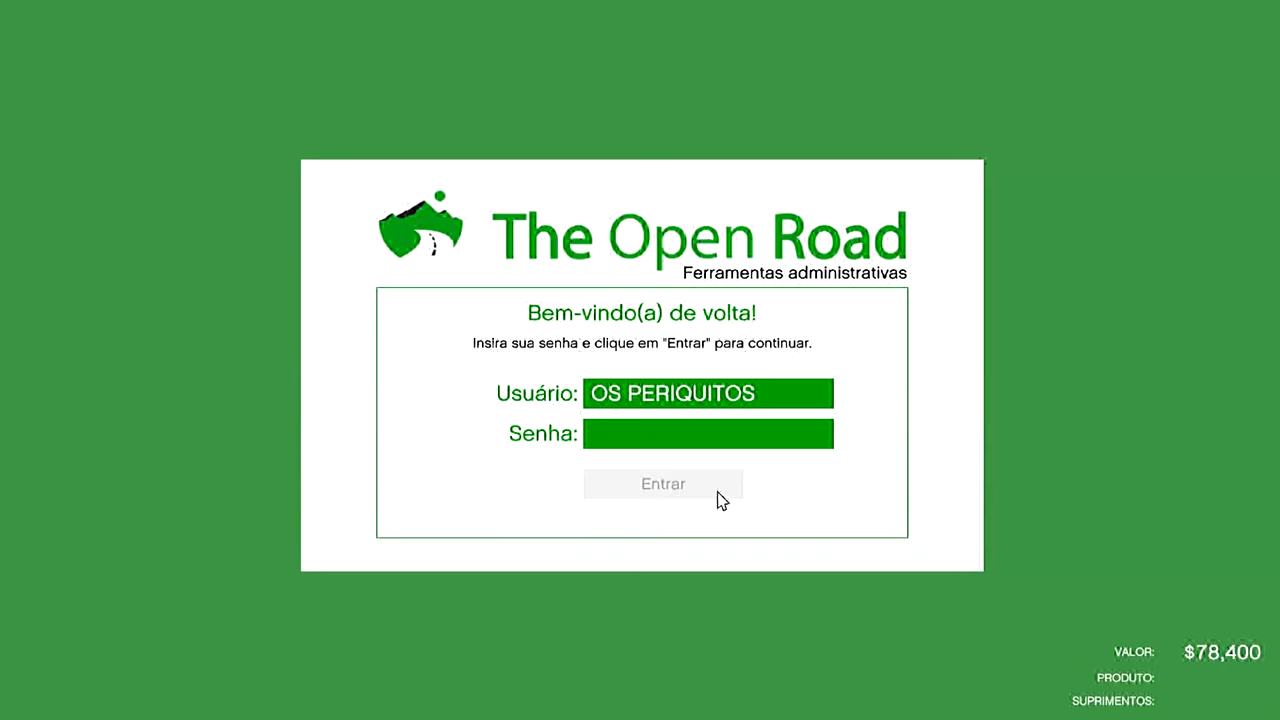 The Open Road
Ferramentas administrativas
Bem-vindo(a) de volta!
Insira sua senha e clique em "Entrar" para continuar.
Usuário: OS PERIQUITOS
Senha:
Entrar
VALOR: $78,400
PRODUTO:
SUPRIMENTOS: